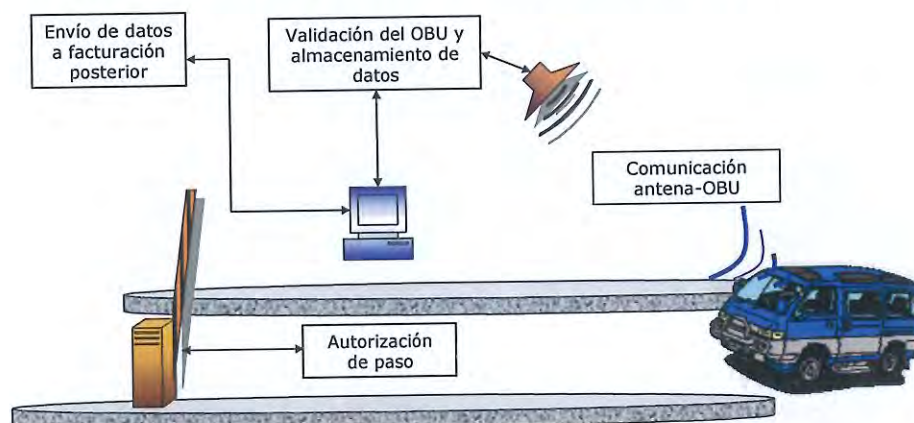 Envío de datos
a facturación
posterior
Validación del OBU y
almacenamiento de
datos
Comunicación
antena-OBU
Autorización
de paso